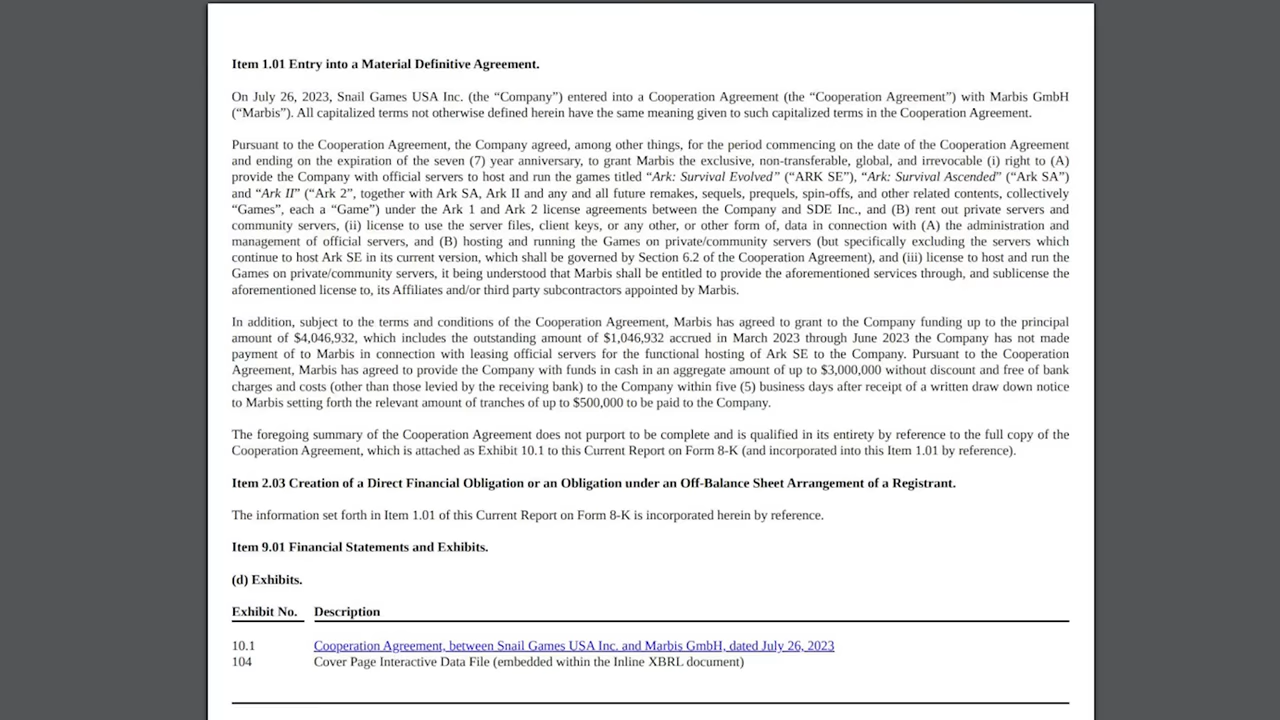 Item 1.01 Entry into a Material Definitive Agreement.
On July 26, 2023, Snail Games USA Inc. (the “Company”) entered into a Cooperation Agreement (the “Cooperation Agreement”) with Marbis GmbH
(“Marbis”). All capitalized terms not otherwise defined herein have the same meaning given to such capitalized terms in the Cooperation Agreement.
Pursuant to the Cooperation Agreement, the Company agreed, among other things, for the period commencing on the date of the Cooperation Agreement
and ending on the expiration of the seven (7) year anniversary, to grant Marbis the exclusive, non-transferable, global, and irrevocable (i) right to (A)
provide the Company with official servers to host and run the games titled “Ark: Survival Evolved” (“ARK SE”), “Ark: Survival Ascended” (“Ark SA”)
and “Ark II” (“Ark 2”, together with Ark SA, Ark II and any and all future remakes, sequels, prequels, spin-offs, and other related contents, collectively
“Games”, each a “Game”) under the Ark 1 and Ark 2 license agreements between the Company and SDE Inc., and (B) rent out private servers and
community servers, (ii) license to use the server files, client keys, or any other, or other form of, data in connection with (A) the administration and
management of official servers, and (B) hosting and running the Games on private/community servers (but specifically excluding the servers which
continue to host Ark SE in its current version, which shall be governed by Section 6.2 of the Cooperation Agreement), and (iii) license to host and run the
Games on private/community servers, it being understood that Marbis shall be entitled to provide the aforementioned services through, and sublicense the
aforementioned license to, its Affiliates and/or third party subcontractors appointed by Marbis.
In addition, subject to the terms and conditions of the Cooperation Agreement, Marbis has agreed to grant to the Company funding up to the principal
amount of $4,046,932, which includes the outstanding amount of $1,046,932 accrued in March 2023 through June 2023 the Company has not made
payment of to Marbis in connection with leasing official servers for the functional hosting of Ark SE to the Company. Pursuant to the Cooperation
Agreement, Marbis has agreed to provide the Company with funds in cash in an aggregate amount of up to $3,000,000 without discount and free of bank
charges and costs (other than those levied by the receiving bank) to the Company within five (5) business days after receipt of a written draw down notice
to Marbis setting forth the relevant amount of tranches of up to $500,000 to be paid to the Company.
The foregoing summary of the Cooperation Agreement does not purport to be complete and is qualified in its entirety by reference to the full copy of the
Cooperation Agreement, which is attached as Exhibit 10.1 to this Current Report on Form 8-K (and incorporated into this Item 1.01 by reference).
Item 2.03 Creation of a Direct Financial Obligation or an Obligation under an Off-Balance Sheet Arrangement of a Registrant.
The information set forth in Item 1.01 of this Current Report on Form 8-K is incorporated herein by reference.
Item 9.01 Financial Statements and Exhibits.
(d) Exhibits.
Exhibit No. Description
10.1 Cooperation Agreement, between Snail Games USA Inc. and Marbis GmbH, dated July 26, 2023
104 Cover Page Interactive Data File (embedded within the Inline XBRL document)